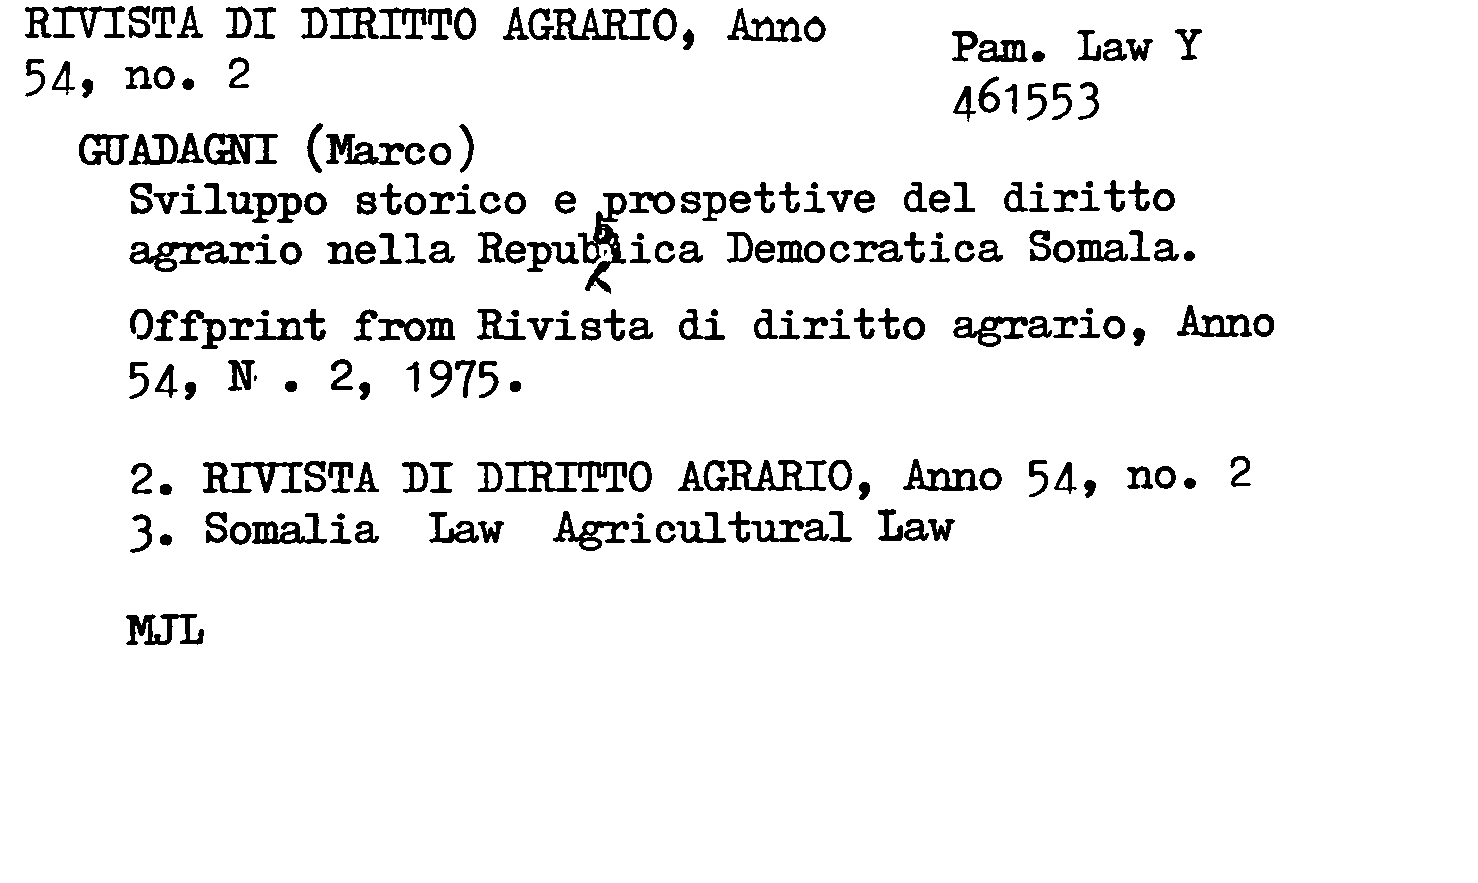 RIVISTA DI DIRITTO AGRARIO, Anno
54, no. 2
Pam. Law Y
461553
GUADAGNI (Marco)
Sviluppo storico e prospettive del diritto
agrario nella Repubblica Democratica Somala.
Offprint from Rivista di diritto agrario, Anno
54, N . 2, 1975.
2. RIVISTA DI DIRITTO AGRARIO, Anno 54, no. 2
3. Somalia Law Agricultural Law
MJL